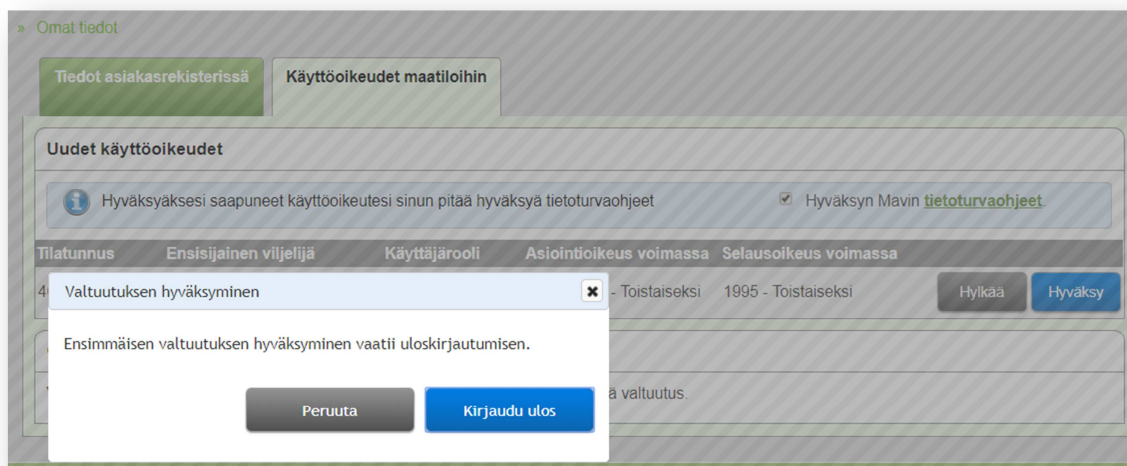 » Omat tiedot
Tiedot asiakasrekisterissä Käyttöoikeudet maatiloihin
Uudet käyttöoikeudet
Hyväksyäksesi saapuneet käyttöoikeutesi sinun pitää hyväksyä tietoturvaohjeet Hyväksyn Mavin tietoturvaohjeet.
Tilatunnus Ensisijainen viljelijä Käyttäjärooli Asiointioikeus voimassa Selausoikeus voimassa
- Toistaiseksi 1995 - Toistaiseksi Hylkää Hyväksy
Valtuutuksen hyväksyminen
Ensimmäisen valtuutuksen hyväksyminen vaatii uloskirjautumisen.
valtuutus.
Peruuta Kirjaudu ulos